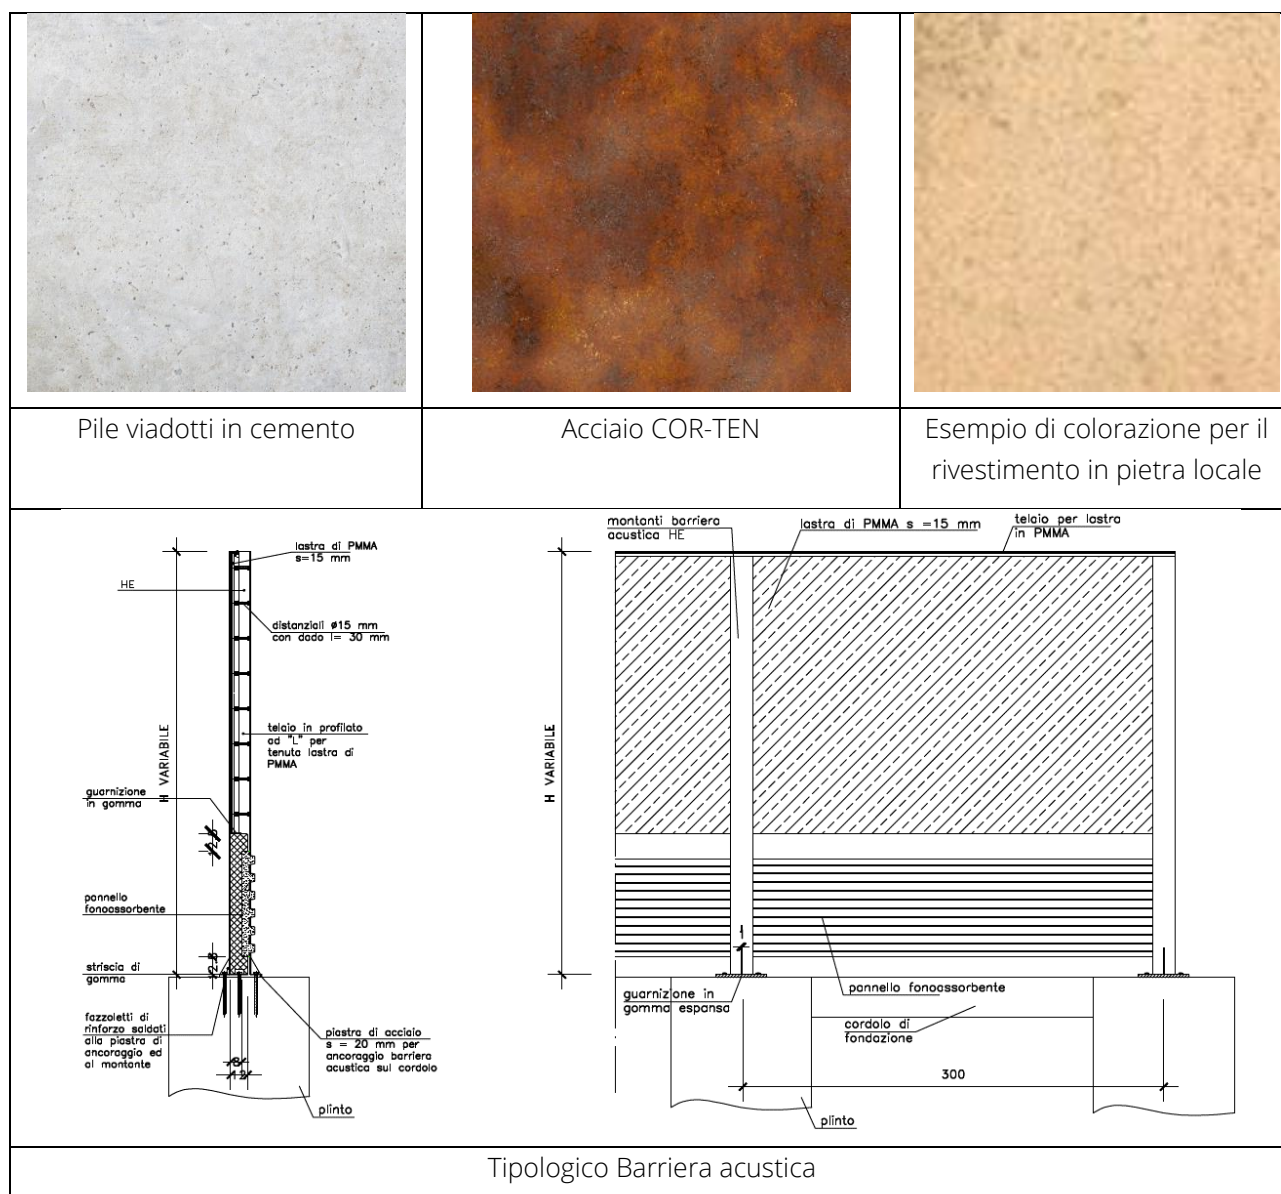 Pile viadotti in cemento
Acciaio COR-TEN
Esempio di colorazione per il
rivestimento in pietra locale
lastra di PMMA
s=15 mm
HE
distanziali ø15 mm
con dado l= 30 mm
H VARIABILE
telaio in profilato
ad "L" per
tenuta lastra di
PMMA
guarnizione
in gomma
pannello
fonoassorbente
striscia di
gomma
fazzoletti di
rinforzo saldati
alla piastra di
ancoraggio ed
al montante
piastra di acciaio
s = 20 mm per
ancoraggio barriera
acustica sul cordolo
plinto
montanti barriera
acustica HE
lastra di PMMA s =15 mm
telaio per lastra
in PMMA
H VARIABILE
guarnizione in
gomma espansa
pannello fonoassorbente
cordolo di
fondazione
300
plinto
Tipologico Barriera acustica